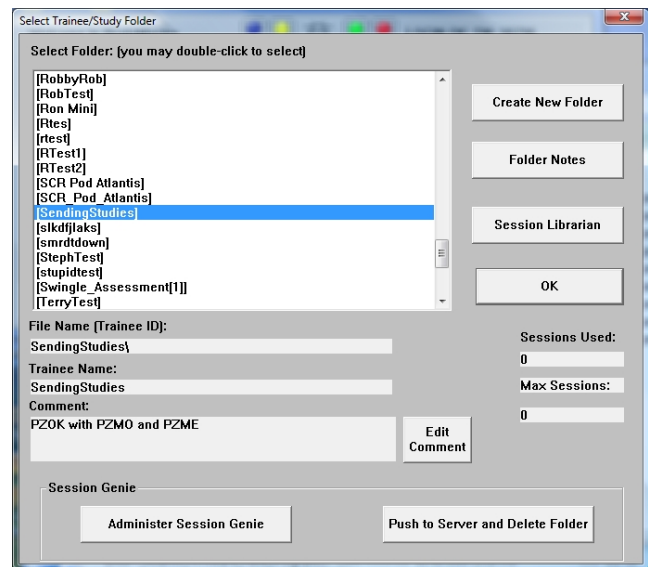 Select Trainee/Study Folder
Select Folder: (you may double-click to select)
[RobbyRob]
[RobTest]
[Ron Mini]
[Rtes]
[rtest]
[RTest1]
[RTest2]
[SCR Pod Atlantis]
[SCR_Pod_Atlantis]
[SendingStudies]
[slkdfjlaks]
[smrdtdown]
[StephTest]
[stupidtest]
[Swingle_Assessment[1]]
[TerryTest]
Create New Folder
Folder Notes
Session Librarian
OK
File Name (Trainee ID):
SendingStudies\
Trainee Name:
SendingStudies
Comment:
PZOK with PZMO and PZME
Edit
Comment
Sessions Used:
0
Max Sessions:
0
Session Genie
Administer Session Genie
Push to Server and Delete Folder